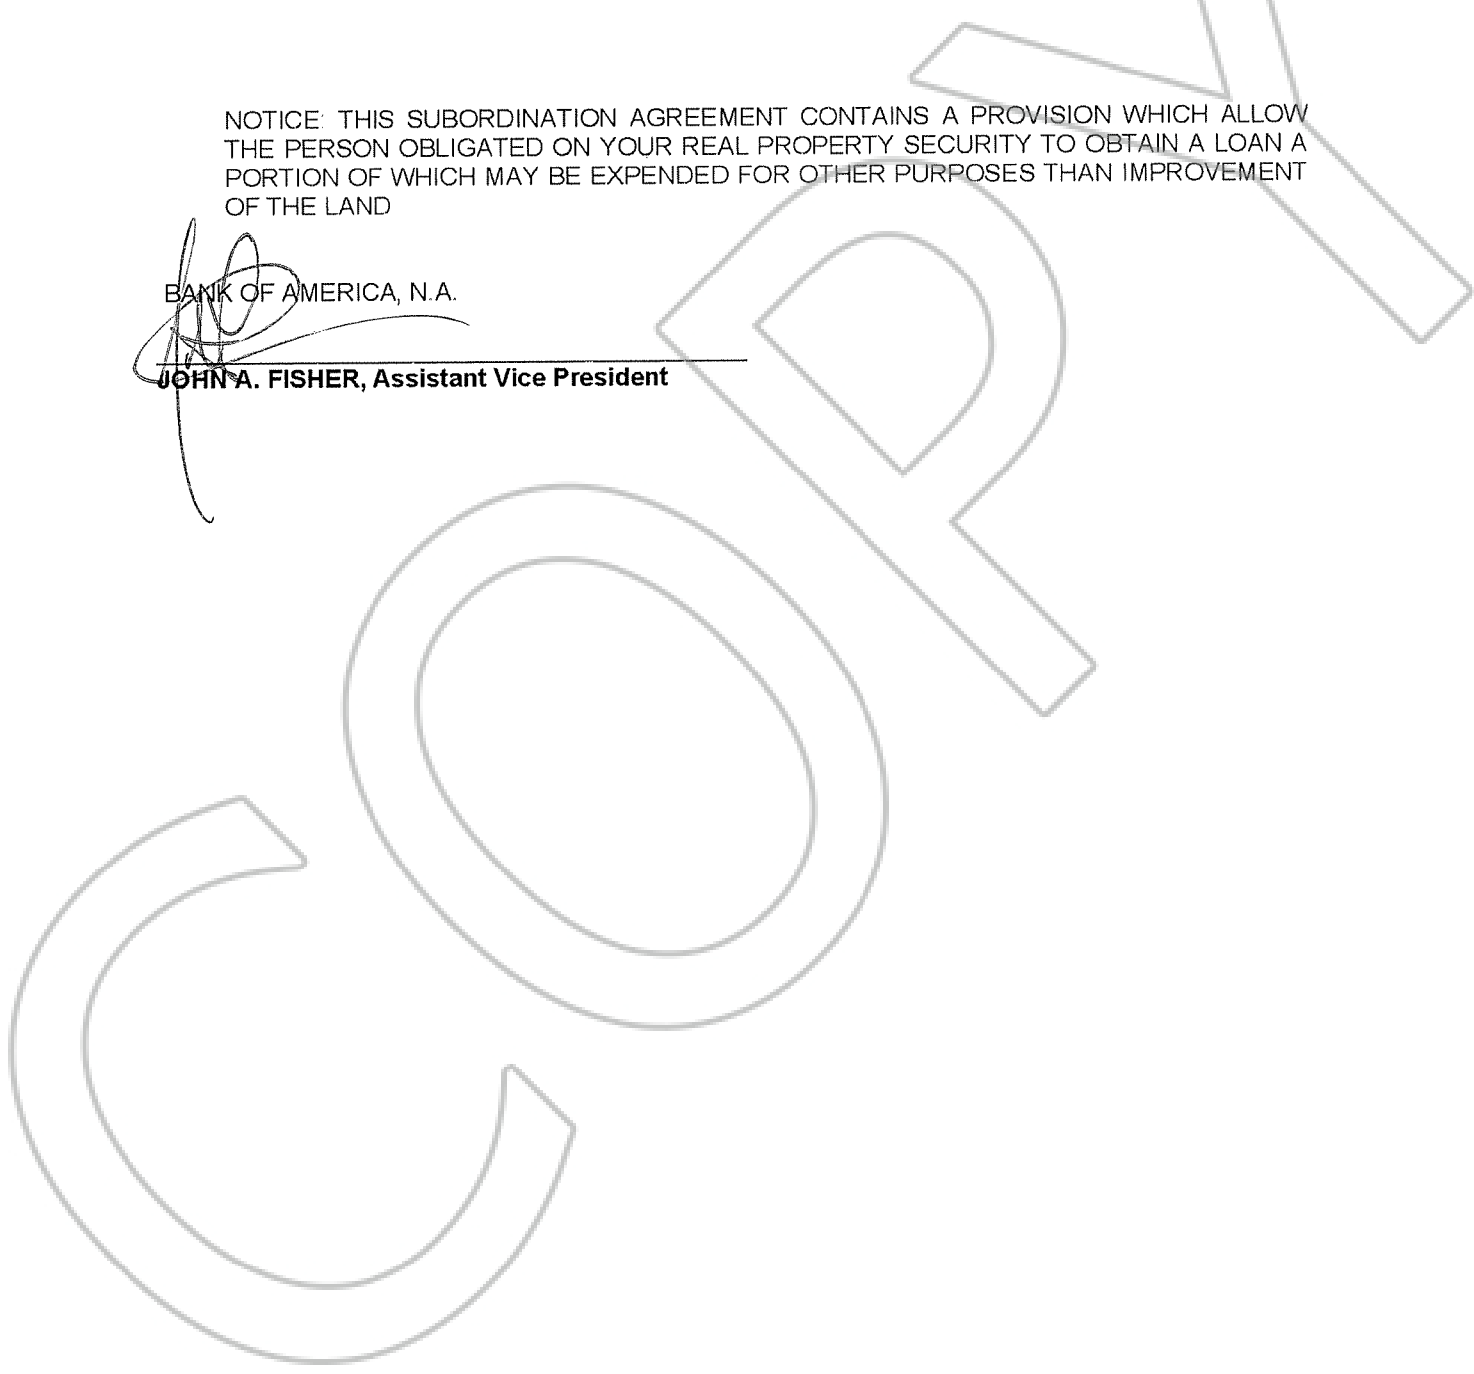 NOTICE: THIS SUBORDINATION AGREEMENT CONTAINS A PROVISION WHICH ALLOW
THE PERSON OBLIGATED ON YOUR REAL PROPERTY SECURITY TO OBTAIN A LOAN A
PORTION OF WHICH MAY BE EXPENDED FOR OTHER PURPOSES THAN IMPROVEMENT
OF THE LAND
BANK OF AMERICA, N.A.
JOHN A. FISHER, Assistant Vice President
COPY